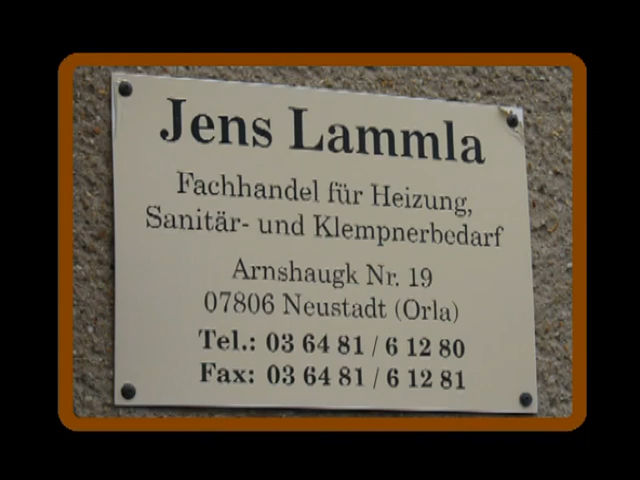 Jens Lammla
Fachhandel für Heizung,
Sanitär- und Klempnerbedarf
Arnshaugk Nr. 19
07806 Neustadt (Orla)
Tel.: 03 64 81 / 6 12 80
Fax: 03 64 81 / 6 12 81